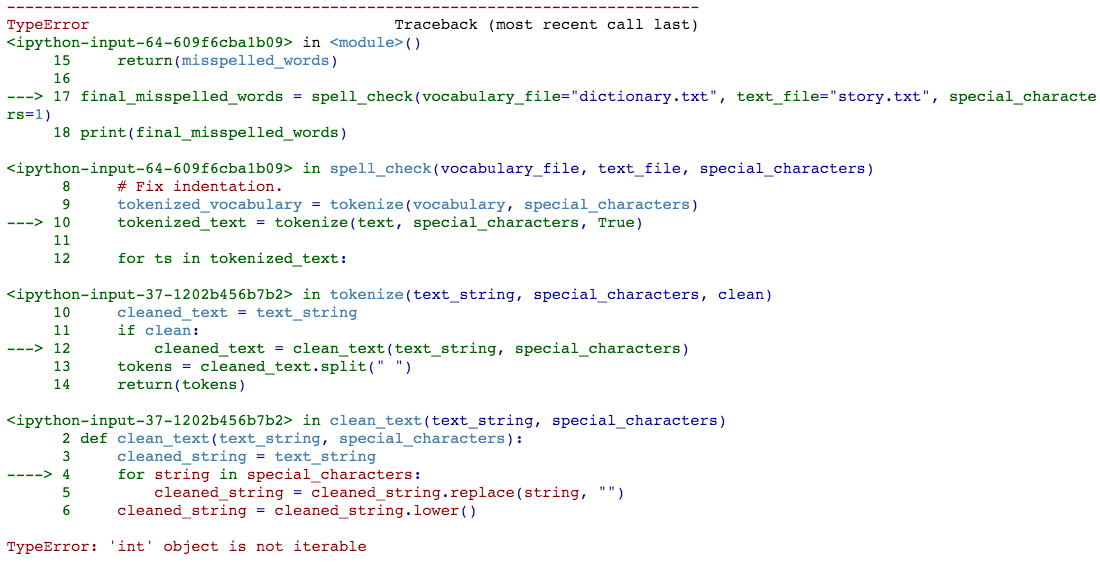 ---------------------------------------------------------------------------
TypeError                                 Traceback (most recent call last)
<ipython-input-64-609f6cba1b09> in <module>()
     15     return(misspelled_words)
     16
---> 17 final_misspelled_words = spell_check(vocabulary_file="dictionary.txt", text_file="story.txt", special_characte
rs=1)
     18 print(final_misspelled_words)
<ipython-input-64-609f6cba1b09> in spell_check(vocabulary_file, text_file, special_characters)
      8     # Fix indentation.
      9     tokenized_vocabulary = tokenize(vocabulary, special_characters)
---> 10     tokenized_text = tokenize(text, special_characters, True)
     11
     12     for ts in tokenized_text:
<ipython-input-37-1202b456b7b2> in tokenize(text_string, special_characters, clean)
     10     cleaned_text = text_string
     11     if clean:
---> 12         cleaned_text = clean_text(text_string, special_characters)
     13     tokens = cleaned_text.split(" ")
     14     return(tokens)
<ipython-input-37-1202b456b7b2> in clean_text(text_string, special_characters)
      2 def clean_text(text_string, special_characters):
      3     cleaned_string = text_string
----> 4     for string in special_characters:
      5         cleaned_string = cleaned_string.replace(string, "")
      6     cleaned_string = cleaned_string.lower()
TypeError: 'int' object is not iterable